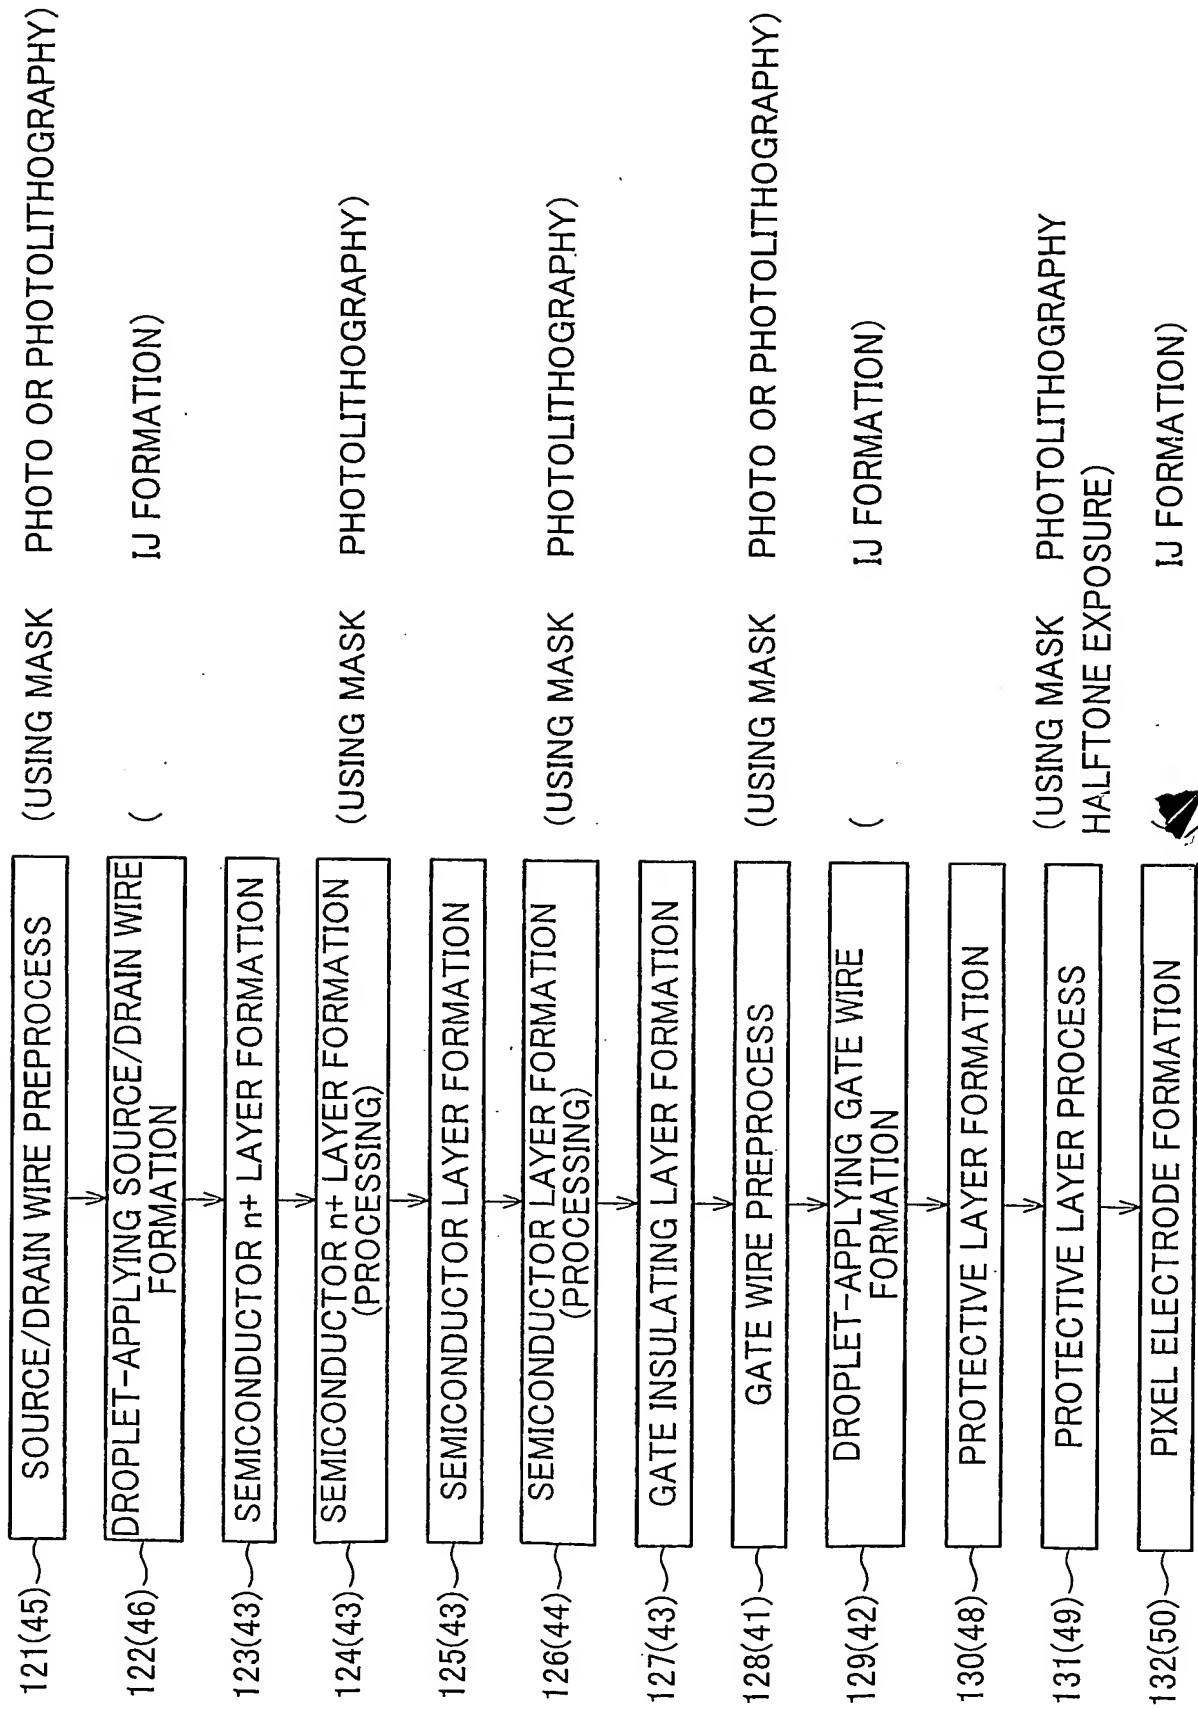 121(45) SOURCE/DRAIN WIRE PREPROCESS (USING MASK PHOTO OR PHOTOLITHOGRAPHY)
122(46) DROPLET-APPLYING SOURCE/DRAIN WIRE ( IJ FORMATION)
FORMATION
123(43) SEMICONDUCTOR n+ LAYER FORMATION
124(43) SEMICONDUCTOR n+ LAYER FORMATION (USING MASK PHOTOLITHOGRAPHY)
(PROCESSING)
125(43) SEMICONDUCTOR LAYER FORMATION
126(44) SEMICONDUCTOR LAYER FORMATION (USING MASK PHOTOLITHOGRAPHY)
(PROCESSING)
127(43) GATE INSULATING LAYER FORMATION
128(41) GATE WIRE PREPROCESS (USING MASK PHOTO OR PHOTOLITHOGRAPHY)
129(42) DROPLET-APPLYING GATE WIRE ( IJ FORMATION)
FORMATION
130(48) PROTECTIVE LAYER FORMATION
131(49) PROTECTIVE LAYER PROCESS (USING MASK PHOTOLITHOGRAPHY
HALFTONE EXPOSURE)
132(50) PIXEL ELECTRODE FORMATION IJ FORMATION)